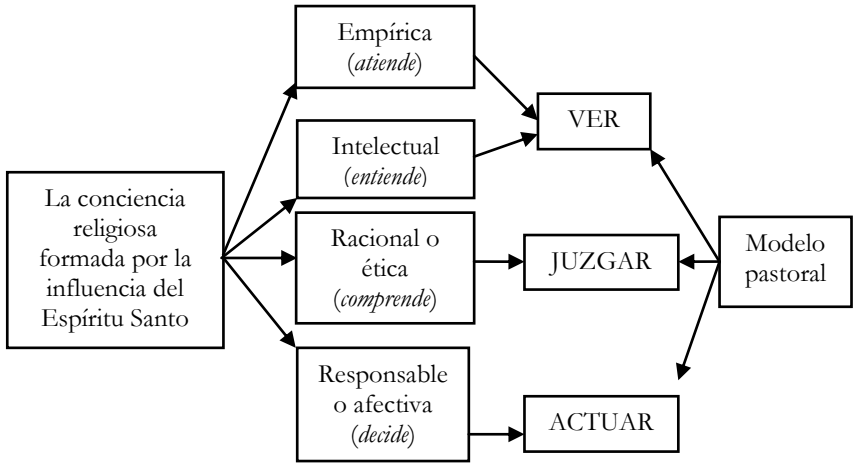 La conciencia
religiosa
formada por la
influencia del
Espíritu Santo
Empírica
(atiende)
Intelectual
(entiende)
Racional o
ética
(comprende)
Responsable
o afectiva
(decide)
VER
JUZGAR
ACTUAR
Modelo
pastoral